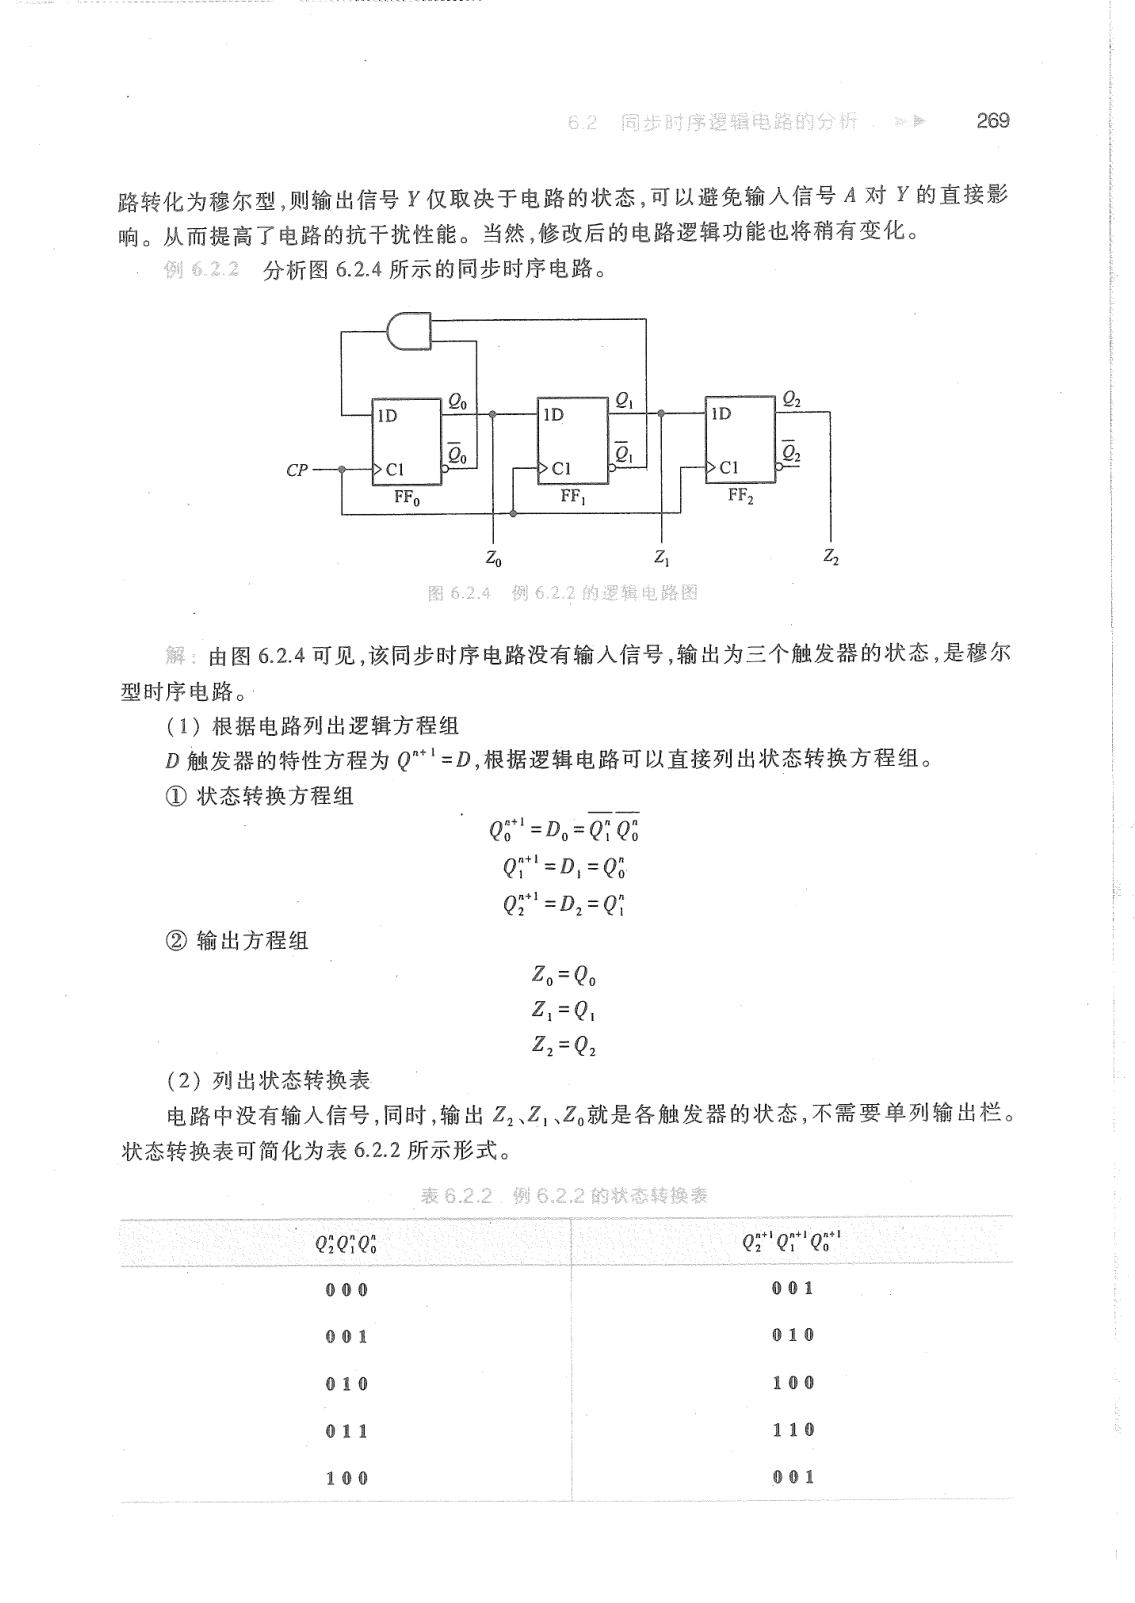 6.2 同步时序逻辑电路的分析 269
路转化为穆尔型,则输出信号 Y 仅取决于电路的状态,可以避免输入信号 A 对 Y 的直接影
响。从而提高了电路的抗干扰性能。当然,修改后的电路逻辑功能也将稍有变化。
例 6.2.2 分析图 6.2.4 所示的同步时序电路。
Q₀ Q₁ Q₂
1D 1D 1D
Q̅₀ Q̅₁ Q̅₂
CP C1 C1 C1
FF₀ FF₁ FF₂
Z₀ Z₁ Z₂
图 6.2.4 例 6.2.2 的逻辑电路图
解:由图 6.2.4 可见,该同步时序电路没有输入信号,输出为三个触发器的状态,是穆尔
型时序电路。
(1) 根据电路列出逻辑方程组
D 触发器的特性方程为 Qⁿ⁺¹=D,根据逻辑电路可以直接列出状态转换方程组。
① 状态转换方程组
Q₀ⁿ⁺¹=D₀=\overline{Q₁ⁿ} \overline{Q₀ⁿ}
Q₁ⁿ⁺¹=D₁=Q₀ⁿ
Q₂ⁿ⁺¹=D₂=Q₁ⁿ
② 输出方程组
Z₀=Q₀
Z₁=Q₁
Z₂=Q₂
(2) 列出状态转换表
电路中没有输入信号,同时,输出 Z₂、Z₁、Z₀就是各触发器的状态,不需要单列输出栏。
状态转换表可简化为表 6.2.2 所示形式。
表 6.2.2 例 6.2.2 的状态转换表
Q₂ⁿQ₁ⁿQ₀ⁿ Q₂ⁿ⁺¹Q₁ⁿ⁺¹Q₀ⁿ⁺¹
0 0 0 0 0 1
0 0 1 0 1 0
0 1 0 1 0 0
0 1 1 1 1 0
1 0 0 0 0 1